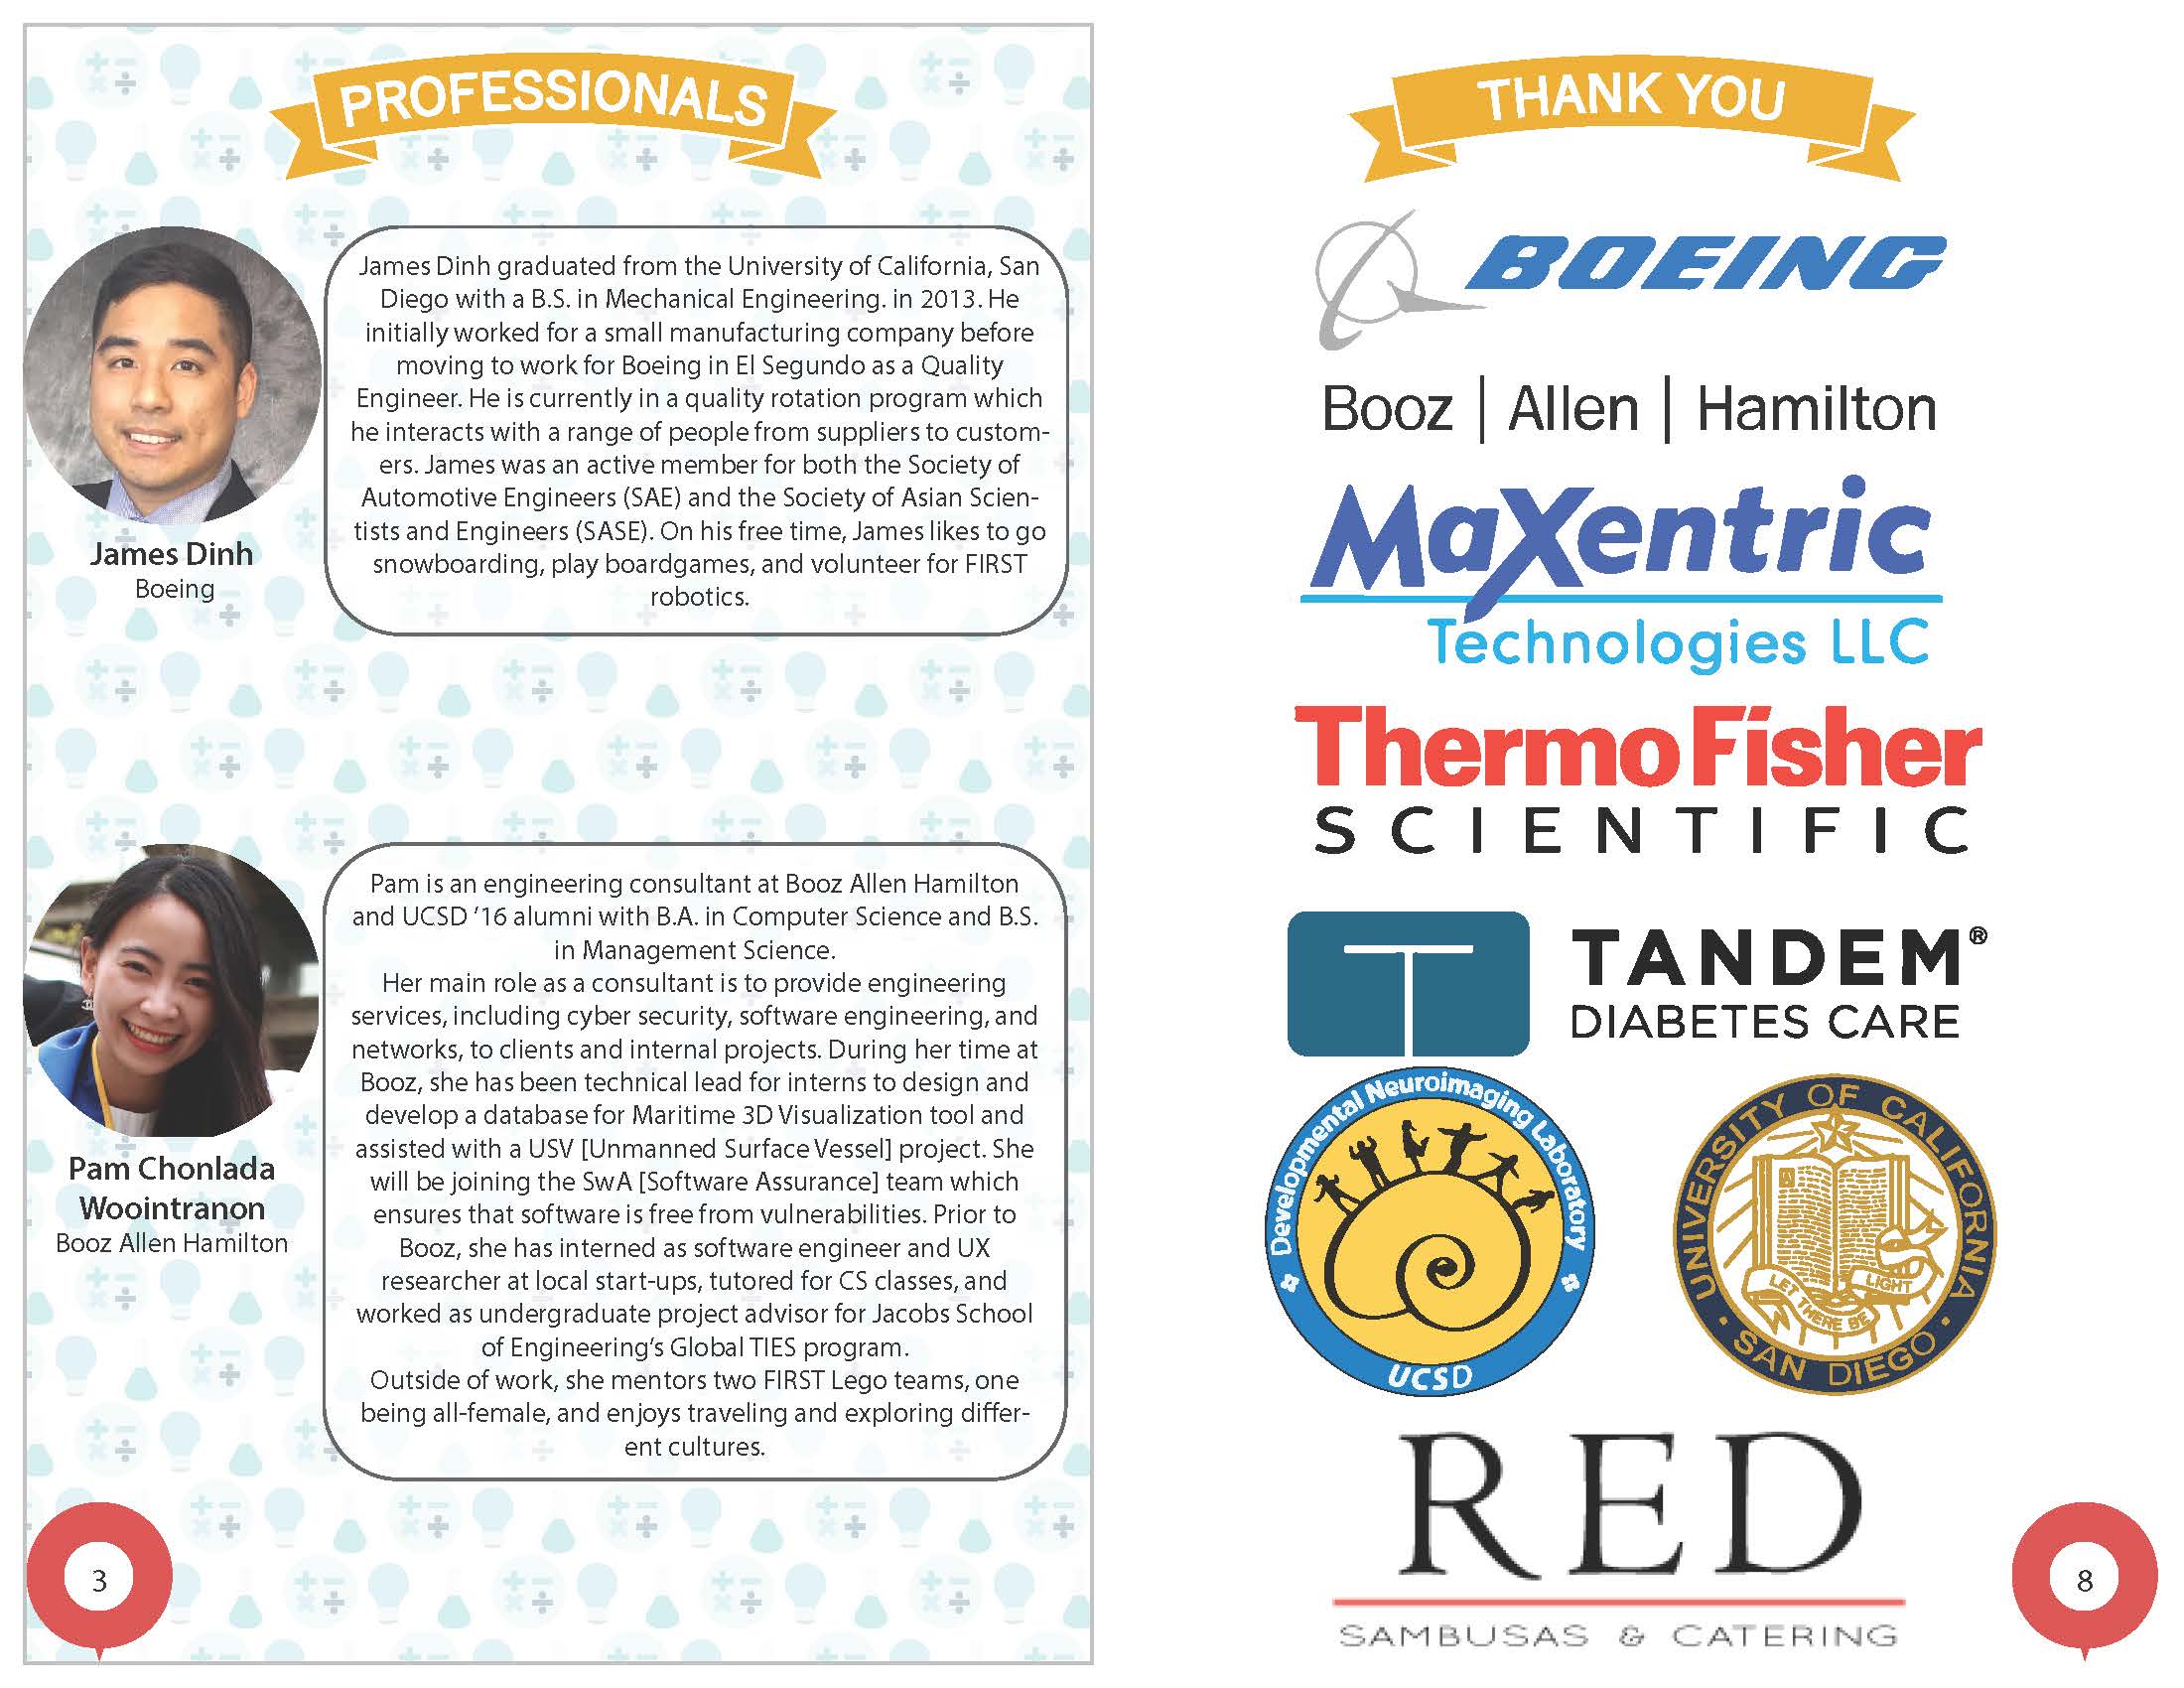 PROFESSIONALS
James Dinh graduated from the University of California, San
Diego with a B.S. in Mechanical Engineering. in 2013. He
initially worked for a small manufacturing company before
moving to work for Boeing in El Segundo as a Quality
Engineer. He is currently in a quality rotation program which
he interacts with a range of people from suppliers to custom-
ers. James was an active member for both the Society of
Automotive Engineers (SAE) and the Society of Asian Scien-
tists and Engineers (SASE). On his free time, James likes to go
snowboarding, play boardgames, and volunteer for FIRST
robotics.
James Dinh
Boeing
Pam is an engineering consultant at Booz Allen Hamilton
and UCSD ’16 alumni with B.A. in Computer Science and B.S.
in Management Science.
Her main role as a consultant is to provide engineering
services, including cyber security, software engineering, and
networks, to clients and internal projects. During her time at
Booz, she has been technical lead for interns to design and
develop a database for Maritime 3D Visualization tool and
assisted with a USV [Unmanned Surface Vessel] project. She
will be joining the SwA [Software Assurance] team which
ensures that software is free from vulnerabilities. Prior to
Booz, she has interned as software engineer and UX
researcher at local start-ups, tutored for CS classes, and
worked as undergraduate project advisor for Jacobs School
of Engineering’s Global TIES program.
Outside of work, she mentors two FIRST Lego teams, one
being all-female, and enjoys traveling and exploring differ-
ent cultures.
Pam Chonlada
Woointranon
Booz Allen Hamilton
3
THANK YOU
BOEING
Booz | Allen | Hamilton
MaXentric
Technologies LLC
ThermoFisher
SCIENTIFIC
TANDEM®
DIABETES CARE
Developmental Neuroimaging Laboratory
UCSD
UNIVERSITY OF CALIFORNIA
SAN DIEGO
LET THERE BE LIGHT
RED
SAMBUSAS & CATERING
8